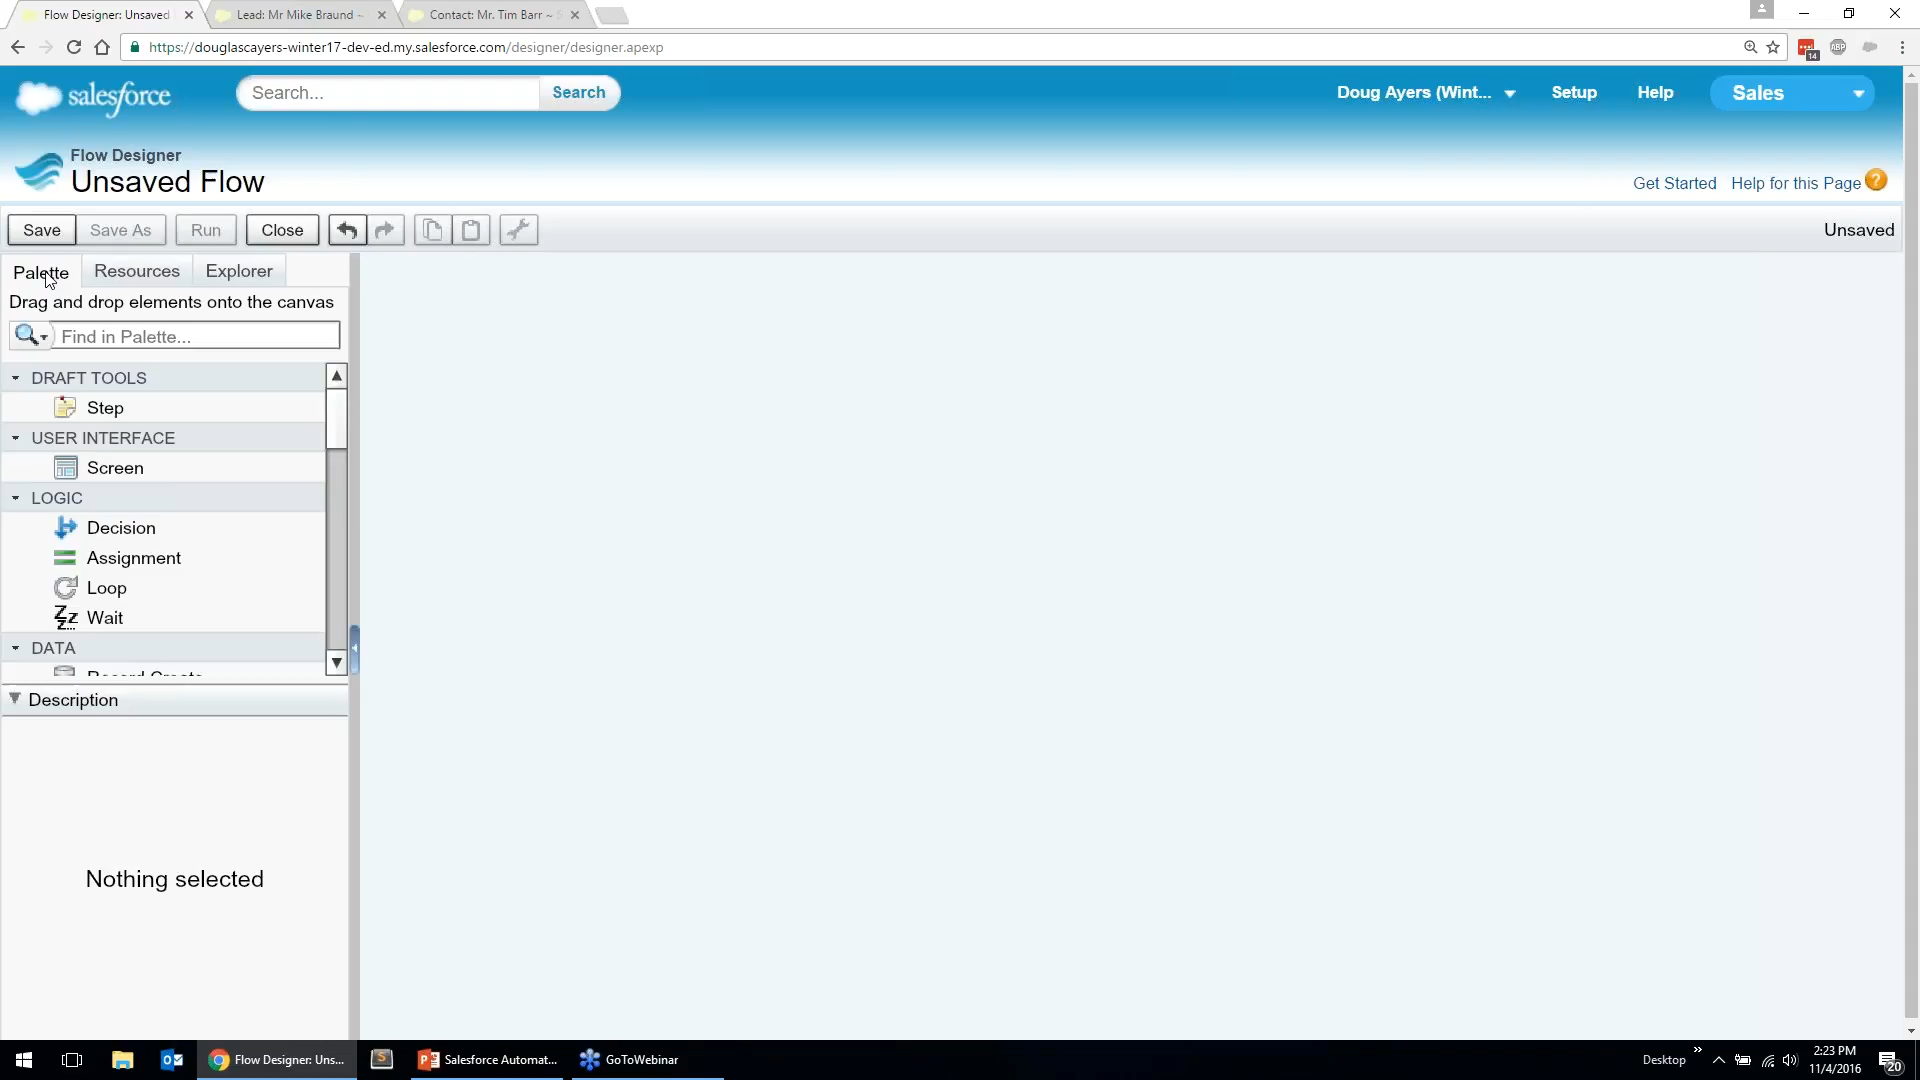 Flow Designer: Unsaved
Lead: Mr Mike Braund ~
Contact: Mr. Tim Barr ~ S
https://douglascayers-winter17-dev-ed.my.salesforce.com/designer/designer.apexp
14
ABP
salesforce
Search...
Search
Doug Ayers (Wint...
Setup
Help
Sales
Flow Designer
Unsaved Flow
Get Started
Help for this Page
?
Save
Save As
Run
Close
Unsaved
Palette
Resources
Explorer
Drag and drop elements onto the canvas
Find in Palette...
DRAFT TOOLS
Step
USER INTERFACE
Screen
LOGIC
Decision
Assignment
Loop
Wait
DATA
Record Create
Description
Nothing selected
Flow Designer: Uns...
Salesforce Automat...
GoToWebinar
Desktop
2:23 PM
11/4/2016
20